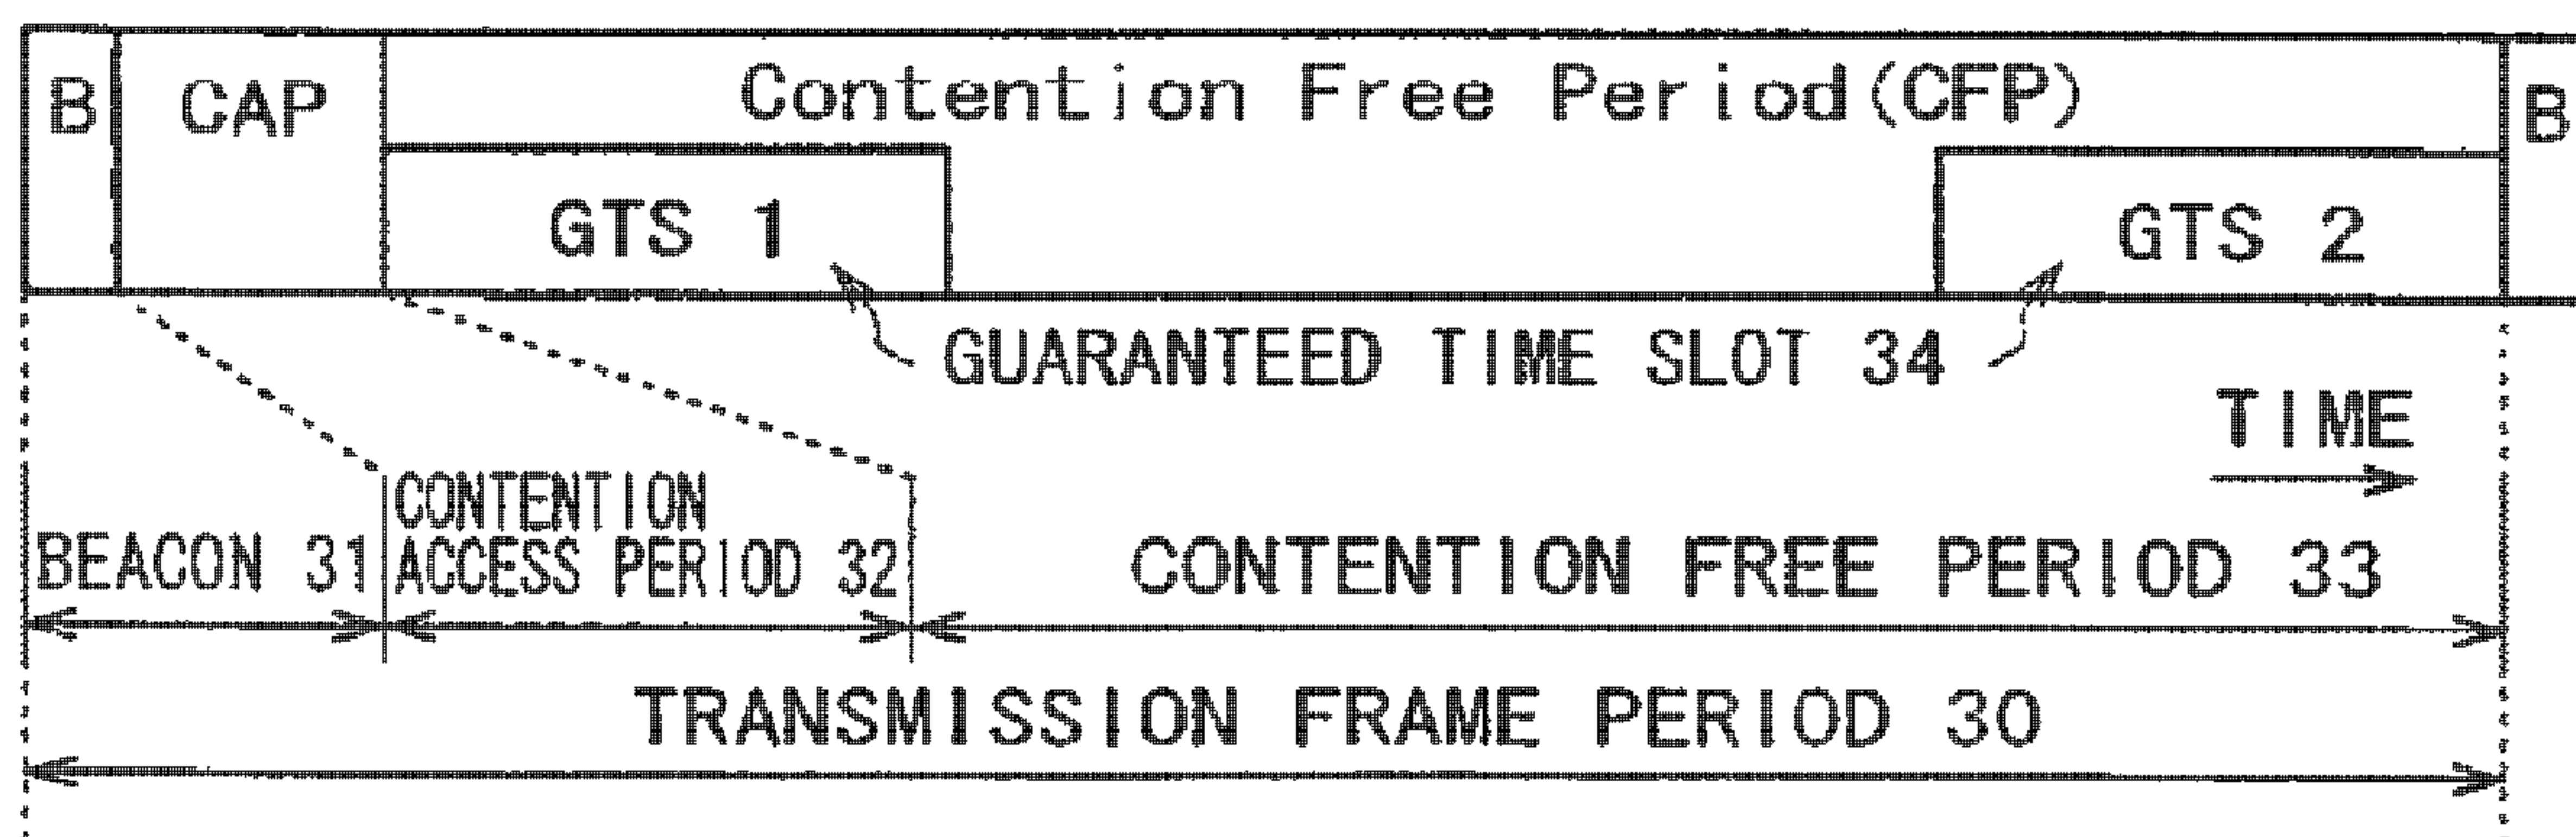 B CAP Contention Free Period(CFP) B
GTS 1 GTS 2
GUARANTEED TIME SLOT 34
TIME
CONTENTION
BEACON 31 ACCESS PERIOD 32 CONTENTION FREE PERIOD 33
TRANSMISSION FRAME PERIOD 30